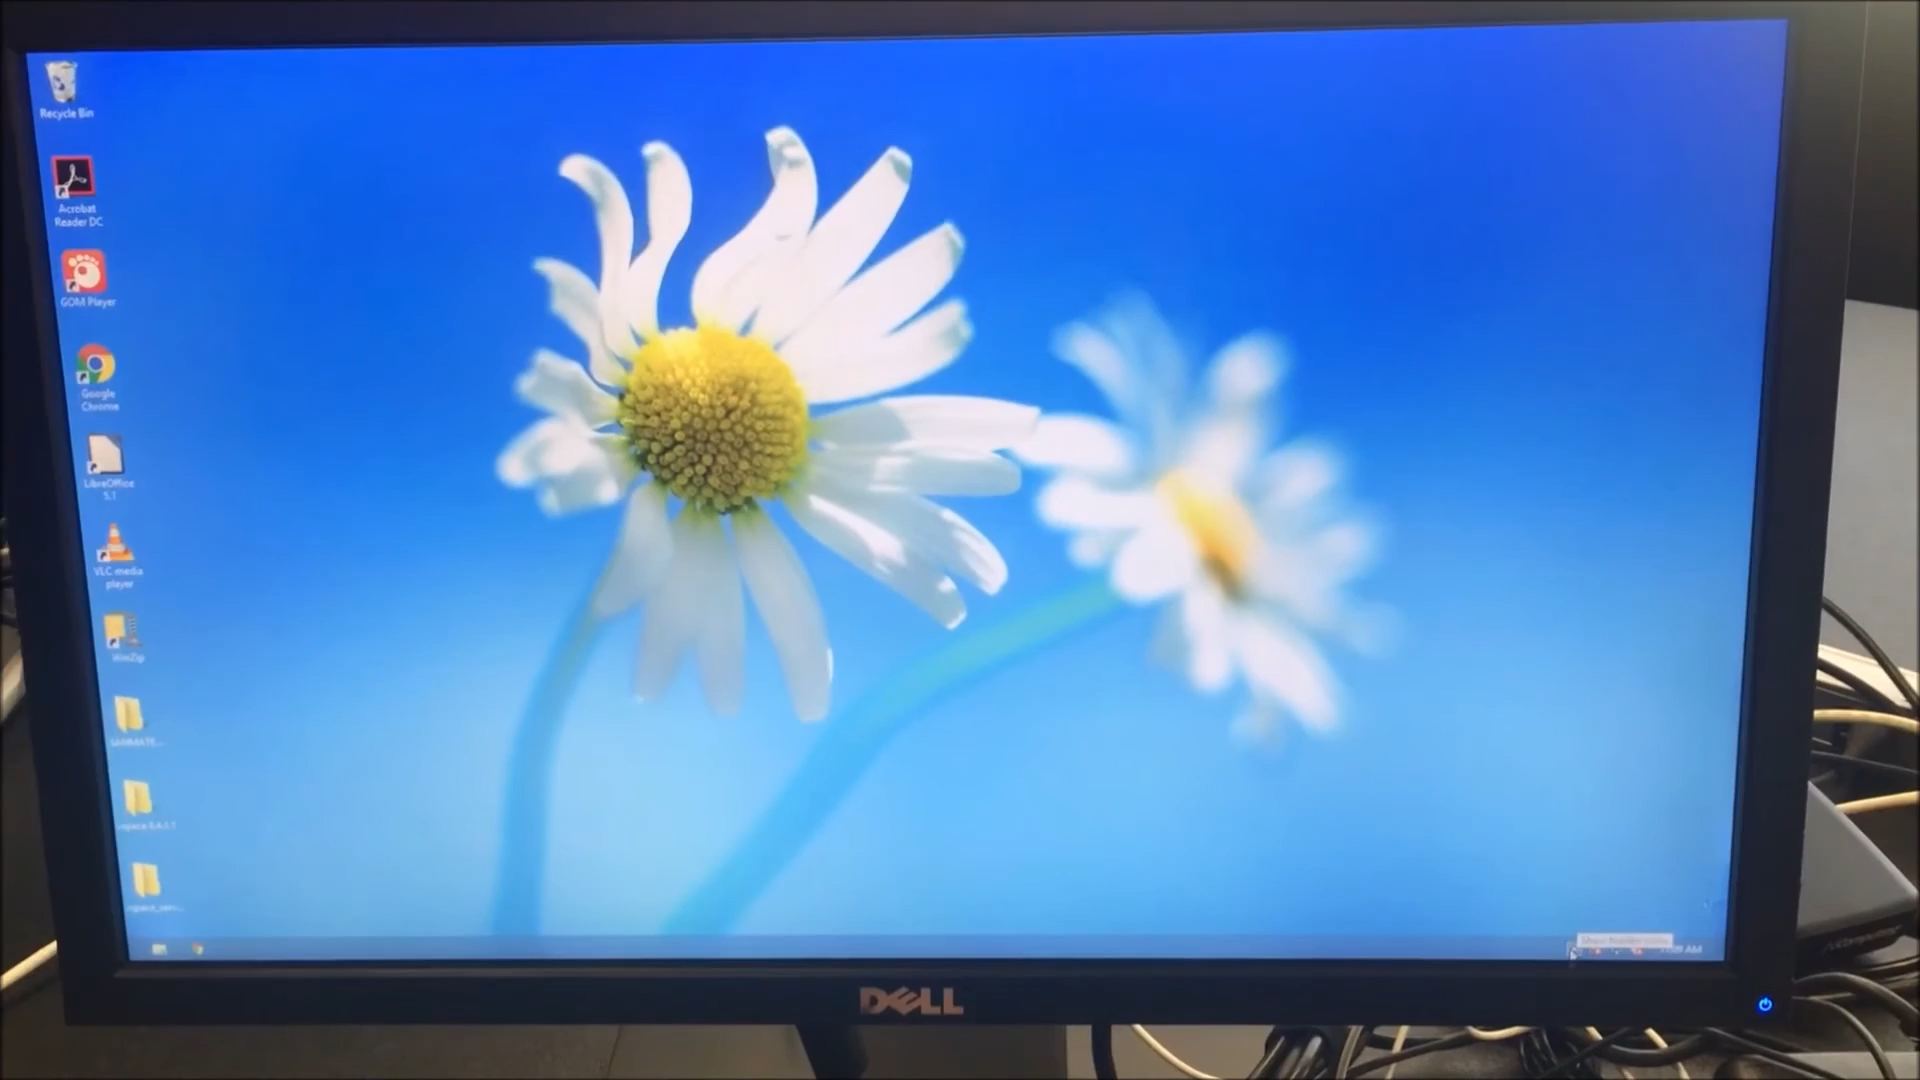 Recycle Bin
Acrobat
Reader DC
GOM Player
Google
Chrome
LibreOffice
5.1
VLC media
player
WinZip
DELL